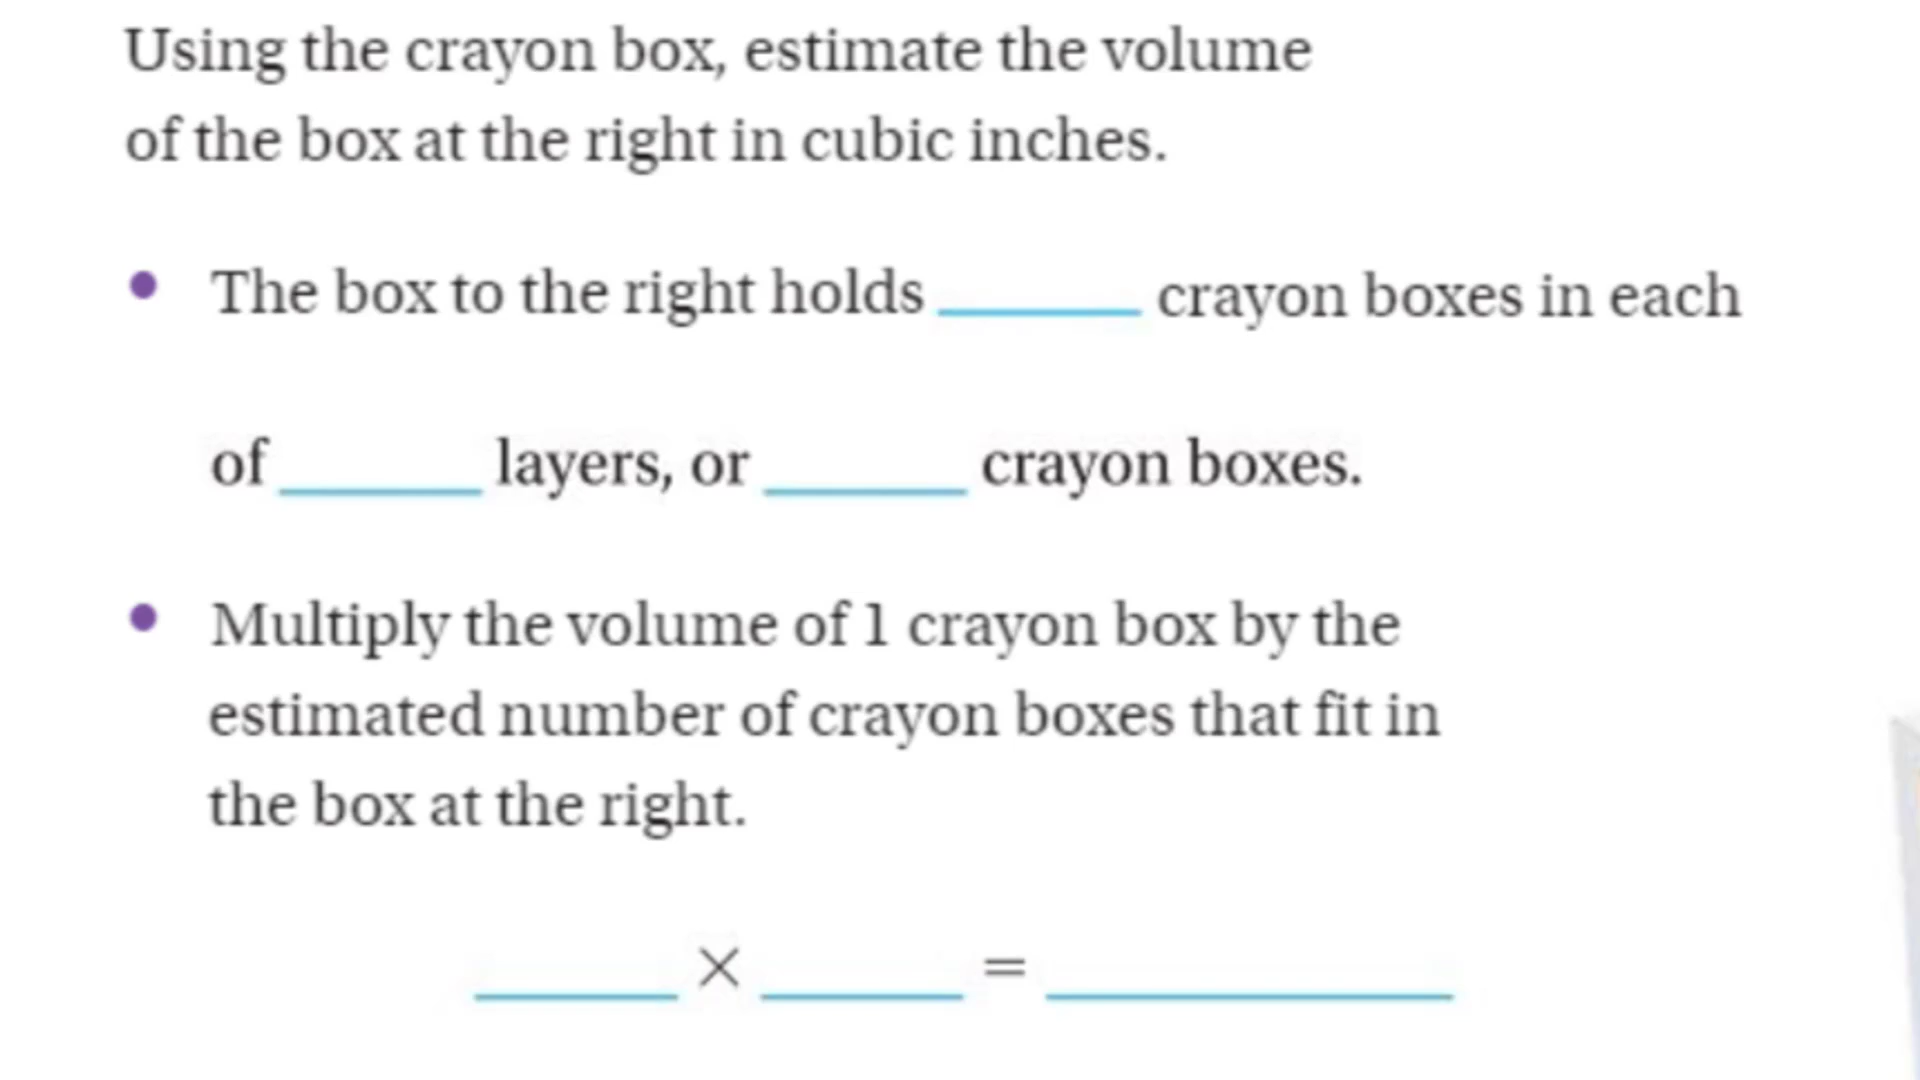 Using the crayon box, estimate the volume
of the box at the right in cubic inches.
• The box to the right holds ______ crayon boxes in each
of ______ layers, or ______ crayon boxes.
• Multiply the volume of 1 crayon box by the
estimated number of crayon boxes that fit in
the box at the right.
______ × ______ = ____________